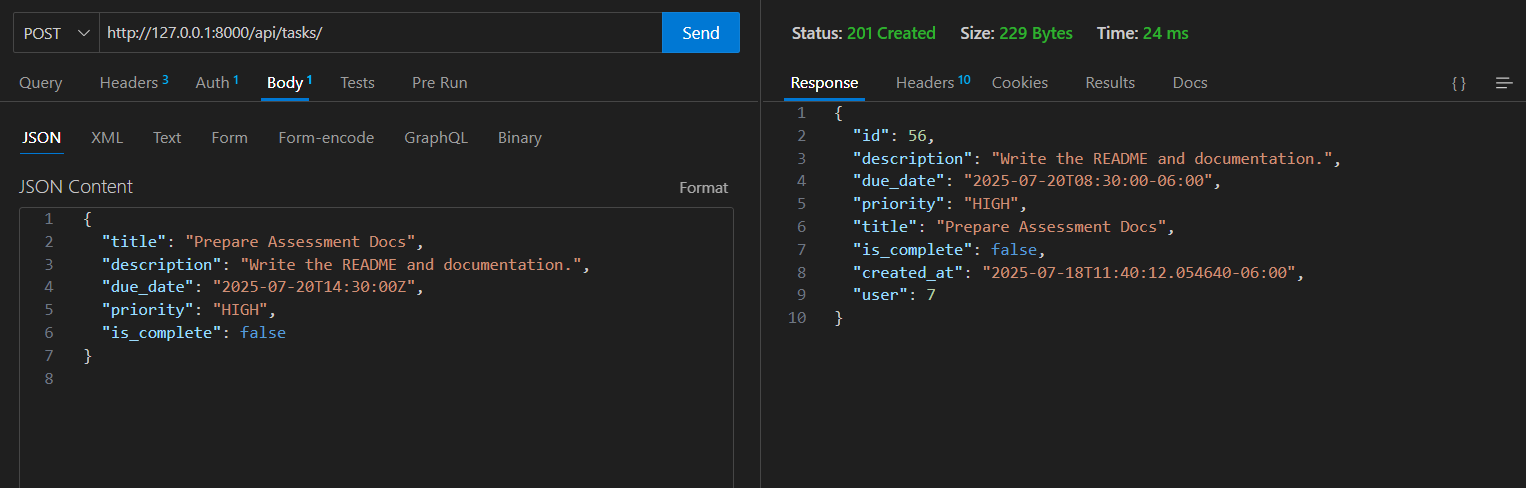 POST http://127.0.0.1:8000/api/tasks/ Send
Query Headers 3 Auth 1 Body 1 Tests Pre Run
JSON XML Text Form Form-encode GraphQL Binary
JSON Content Format
1 {
2 "title": "Prepare Assessment Docs",
3 "description": "Write the README and documentation.",
4 "due_date": "2025-07-20T14:30:00Z",
5 "priority": "HIGH",
6 "is_complete": false
7 }
8
Status: 201 Created Size: 229 Bytes Time: 24 ms
Response Headers 10 Cookies Results Docs { }
1 {
2 "id": 56,
3 "description": "Write the README and documentation.",
4 "due_date": "2025-07-20T08:30:00-06:00",
5 "priority": "HIGH",
6 "title": "Prepare Assessment Docs",
7 "is_complete": false,
8 "created_at": "2025-07-18T11:40:12.054640-06:00",
9 "user": 7
10 }